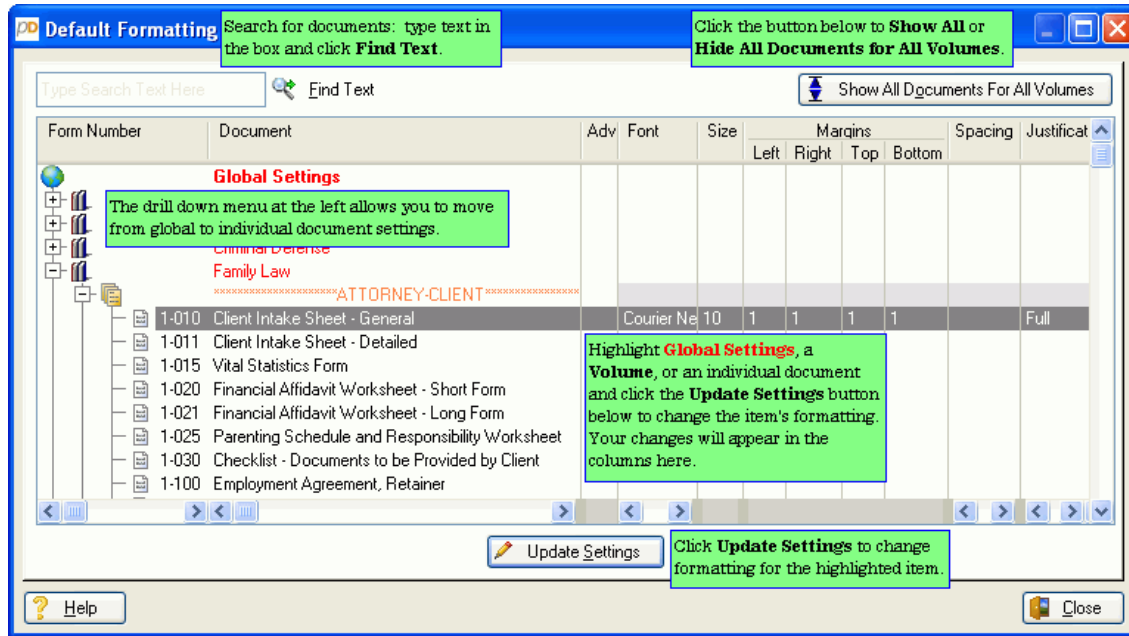 Default Formatting
Search for documents: type text in
the box and click Find Text.
Click the button below to Show All or
Hide All Documents for All Volumes.
Type Search Text Here
Find Text
Show All Documents For All Volumes
Form Number Document Adv Font Size Margins Spacing Justificat
Left Right Top Bottom
Global Settings
The drill down menu at the left allows you to move
from global to individual document settings.
Criminal Defense
Family Law
*********************ATTORNEY-CLIENT****************
1-010 Client Intake Sheet - General Courier Ne 10 1 1 1 1 Full
1-011 Client Intake Sheet - Detailed
1-015 Vital Statistics Form
1-020 Financial Affidavit Worksheet - Short Form
1-021 Financial Affidavit Worksheet - Long Form
1-025 Parenting Schedule and Responsibility Worksheet
1-030 Checklist - Documents to be Provided by Client
1-100 Employment Agreement, Retainer
Highlight Global Settings, a
Volume, or an individual document
and click the Update Settings button
below to change the item's formatting.
Your changes will appear in the
columns here.
Update Settings
Click Update Settings to change
formatting for the highlighted item.
Help
Close